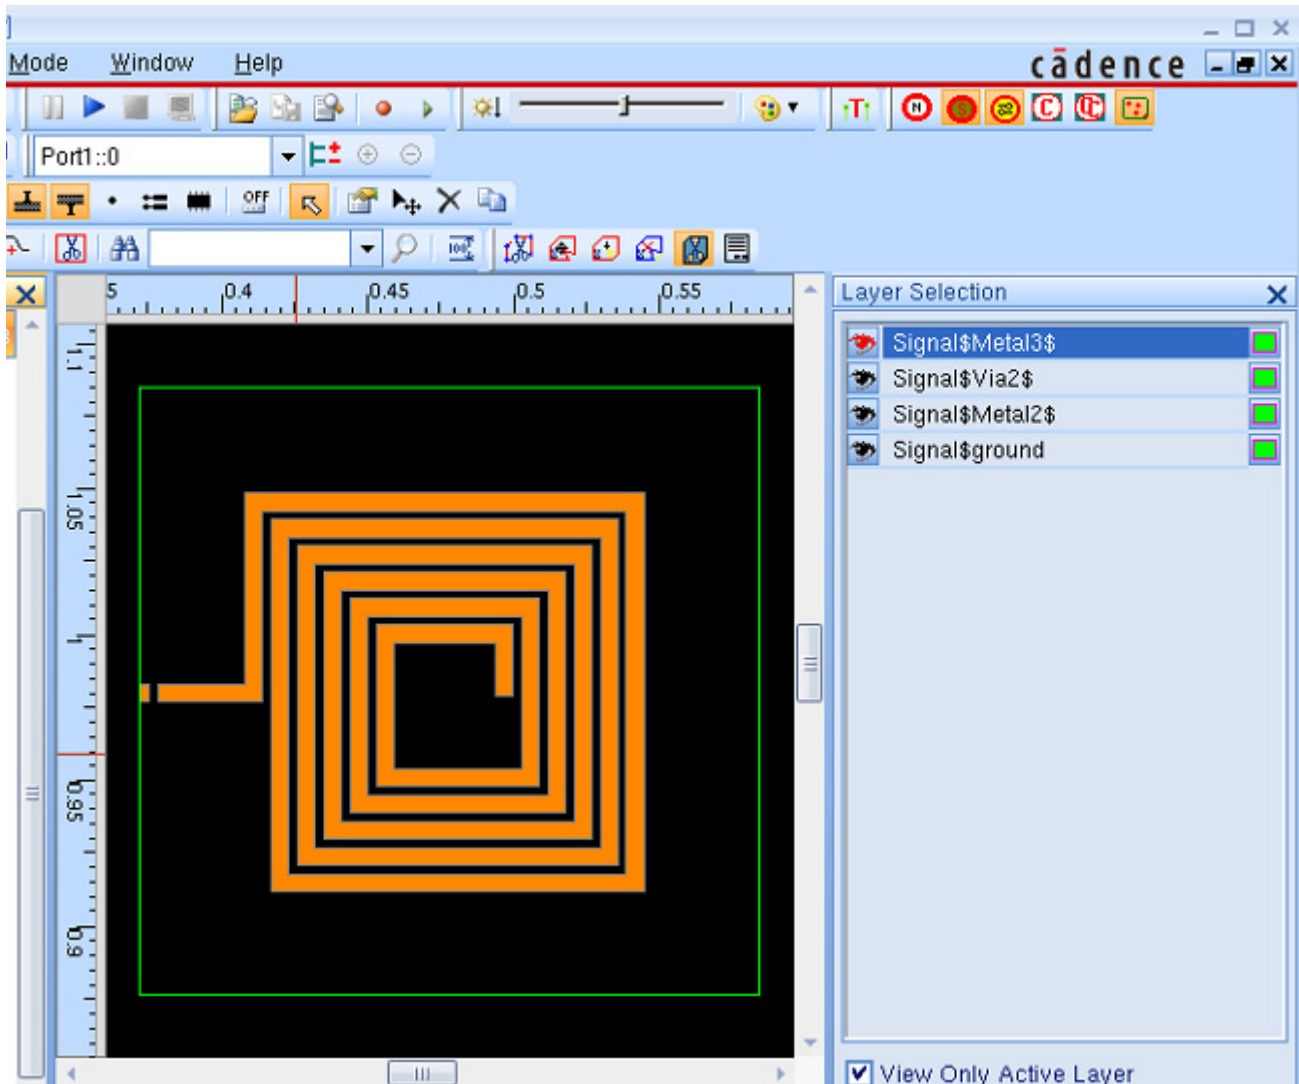 Mode Window Help cādence
Port1::0
OFF
5 0.4 0.45 0.5 0.55
Layer Selection
Signal$Metal3$
Signal$Via2$
Signal$Metal2$
Signal$ground
1.1
1.05
1
0.95
0.9
View Only Active Layer